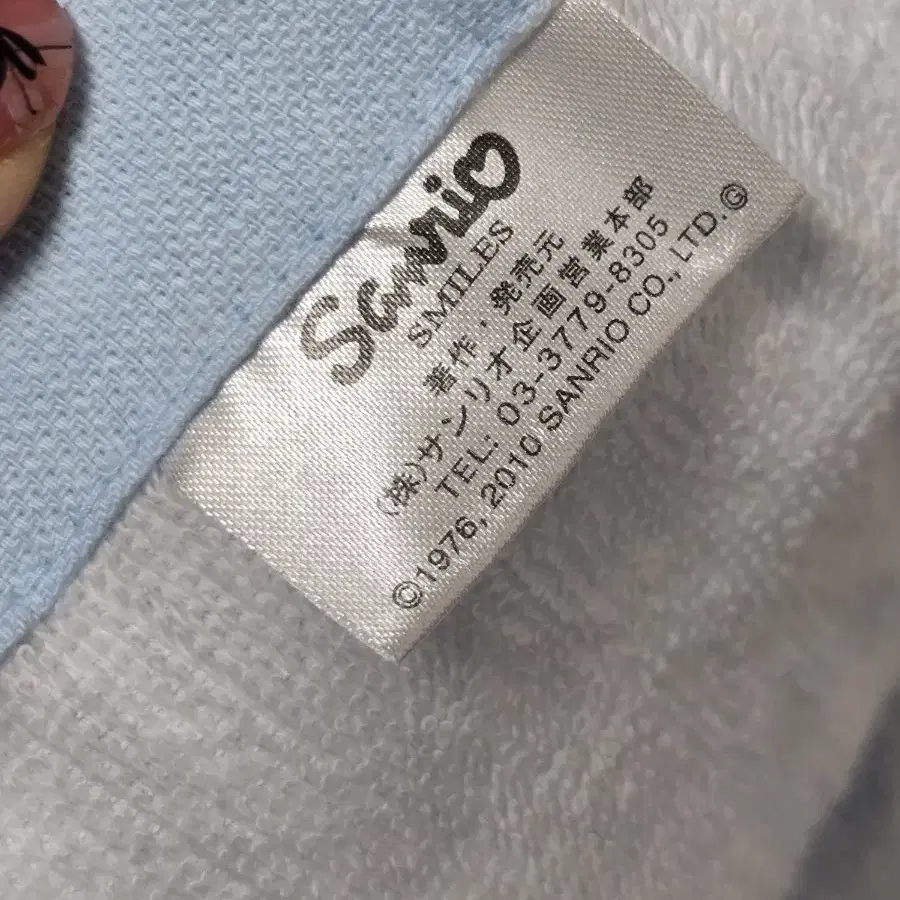 Sanrio
SMILES
著作・発売元
(株)サンリオ企画営業本部
TEL: 03-3779-8305
©1976, 2010 SANRIO CO., LTD. Ⓖ